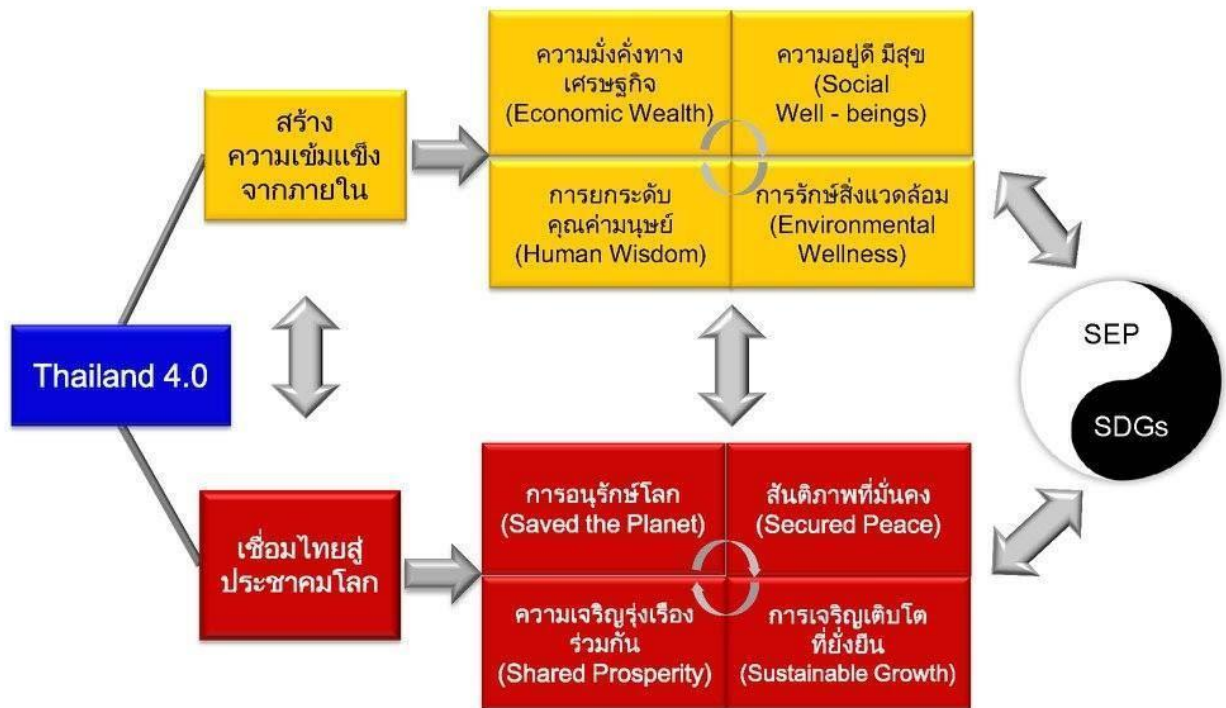 ความมั่งคั่งทาง
เศรษฐกิจ
(Economic Wealth)
ความอยู่ดี มีสุข
(Social
Well - beings)
สร้าง
ความเข้มแข็ง
จากภายใน
การยกระดับ
คุณค่ามนุษย์
(Human Wisdom)
การรักษ์สิ่งแวดล้อม
(Environmental
Wellness)
Thailand 4.0
SEP
SDGs
เชื่อมไทยสู่
ประชาคมโลก
การอนุรักษ์โลก
(Saved the Planet)
สันติภาพที่มั่นคง
(Secured Peace)
ความเจริญรุ่งเรือง
ร่วมกัน
(Shared Prosperity)
การเจริญเติบโต
ที่ยั่งยืน
(Sustainable Growth)